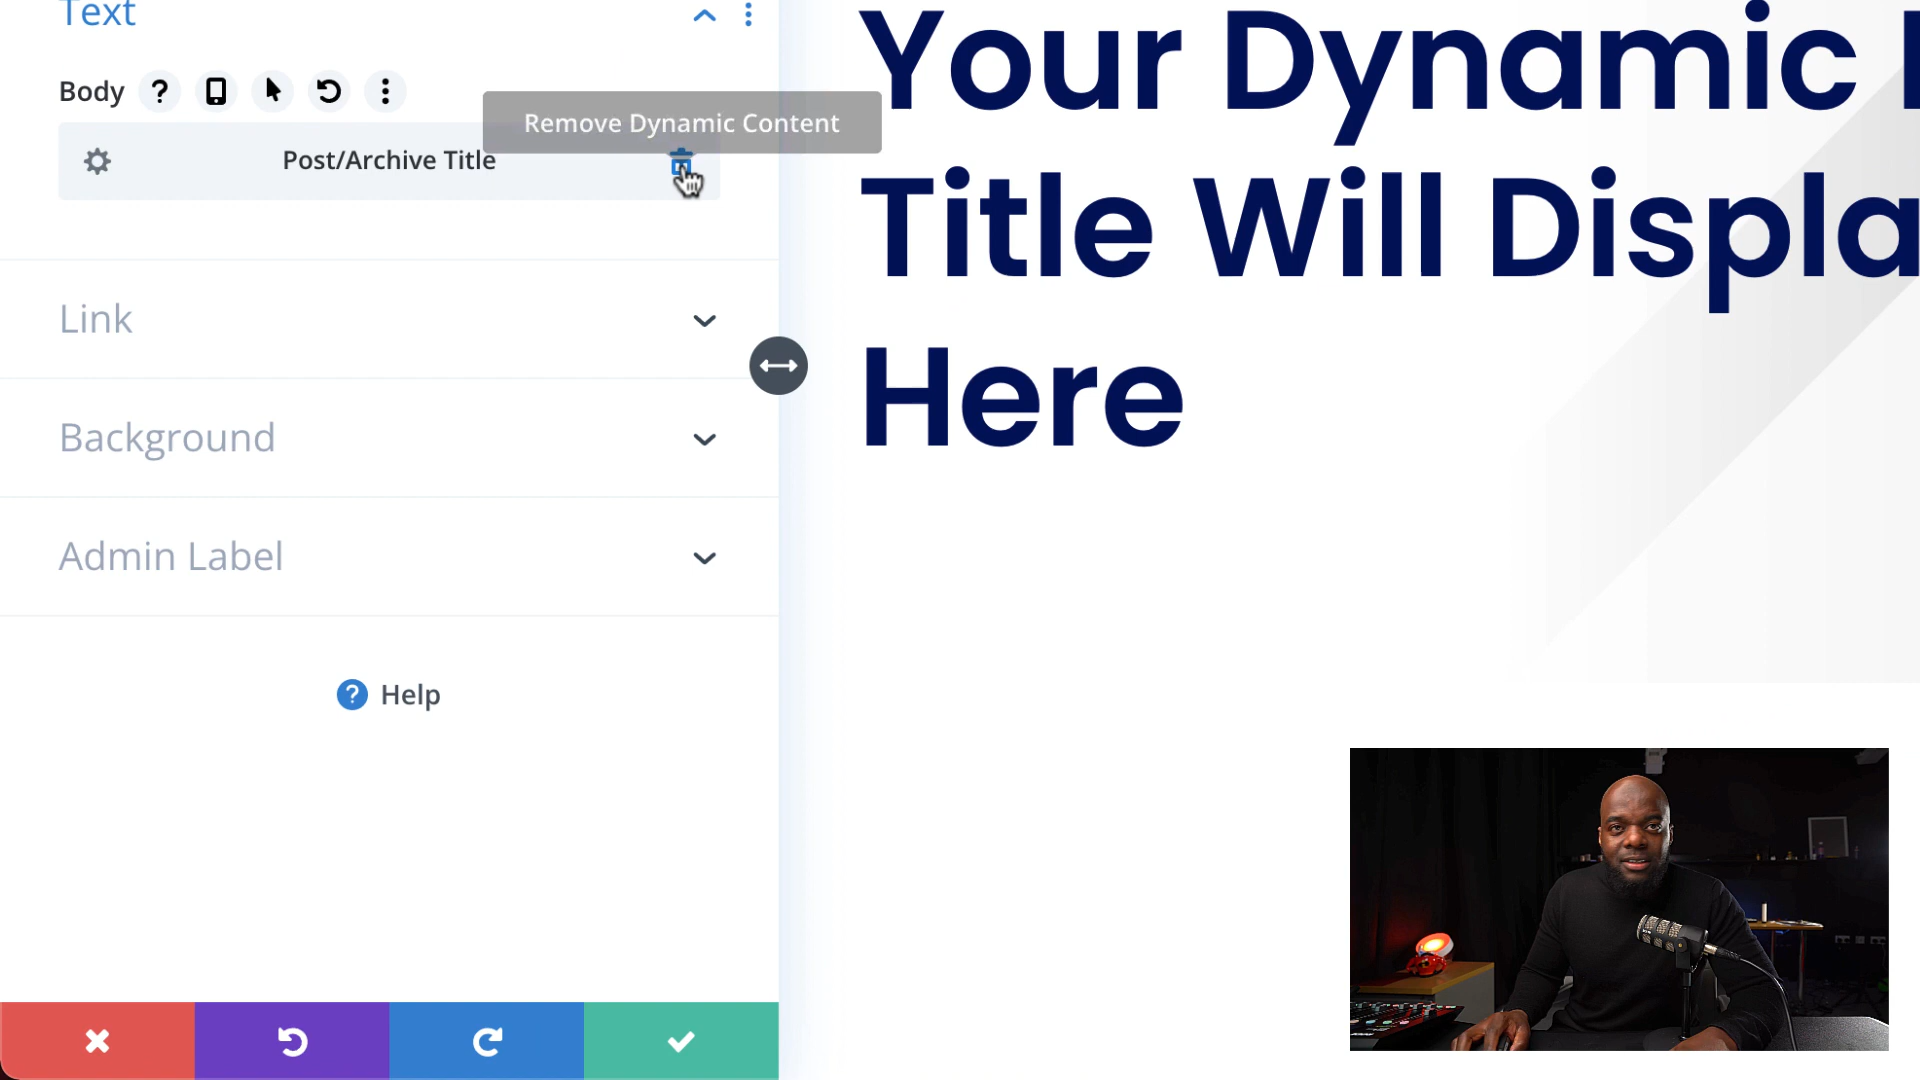 Text
Body
Remove Dynamic Content
Post/Archive Title
Link
Background
Admin Label
Help
Your Dynamic
Title Will Displa
Here